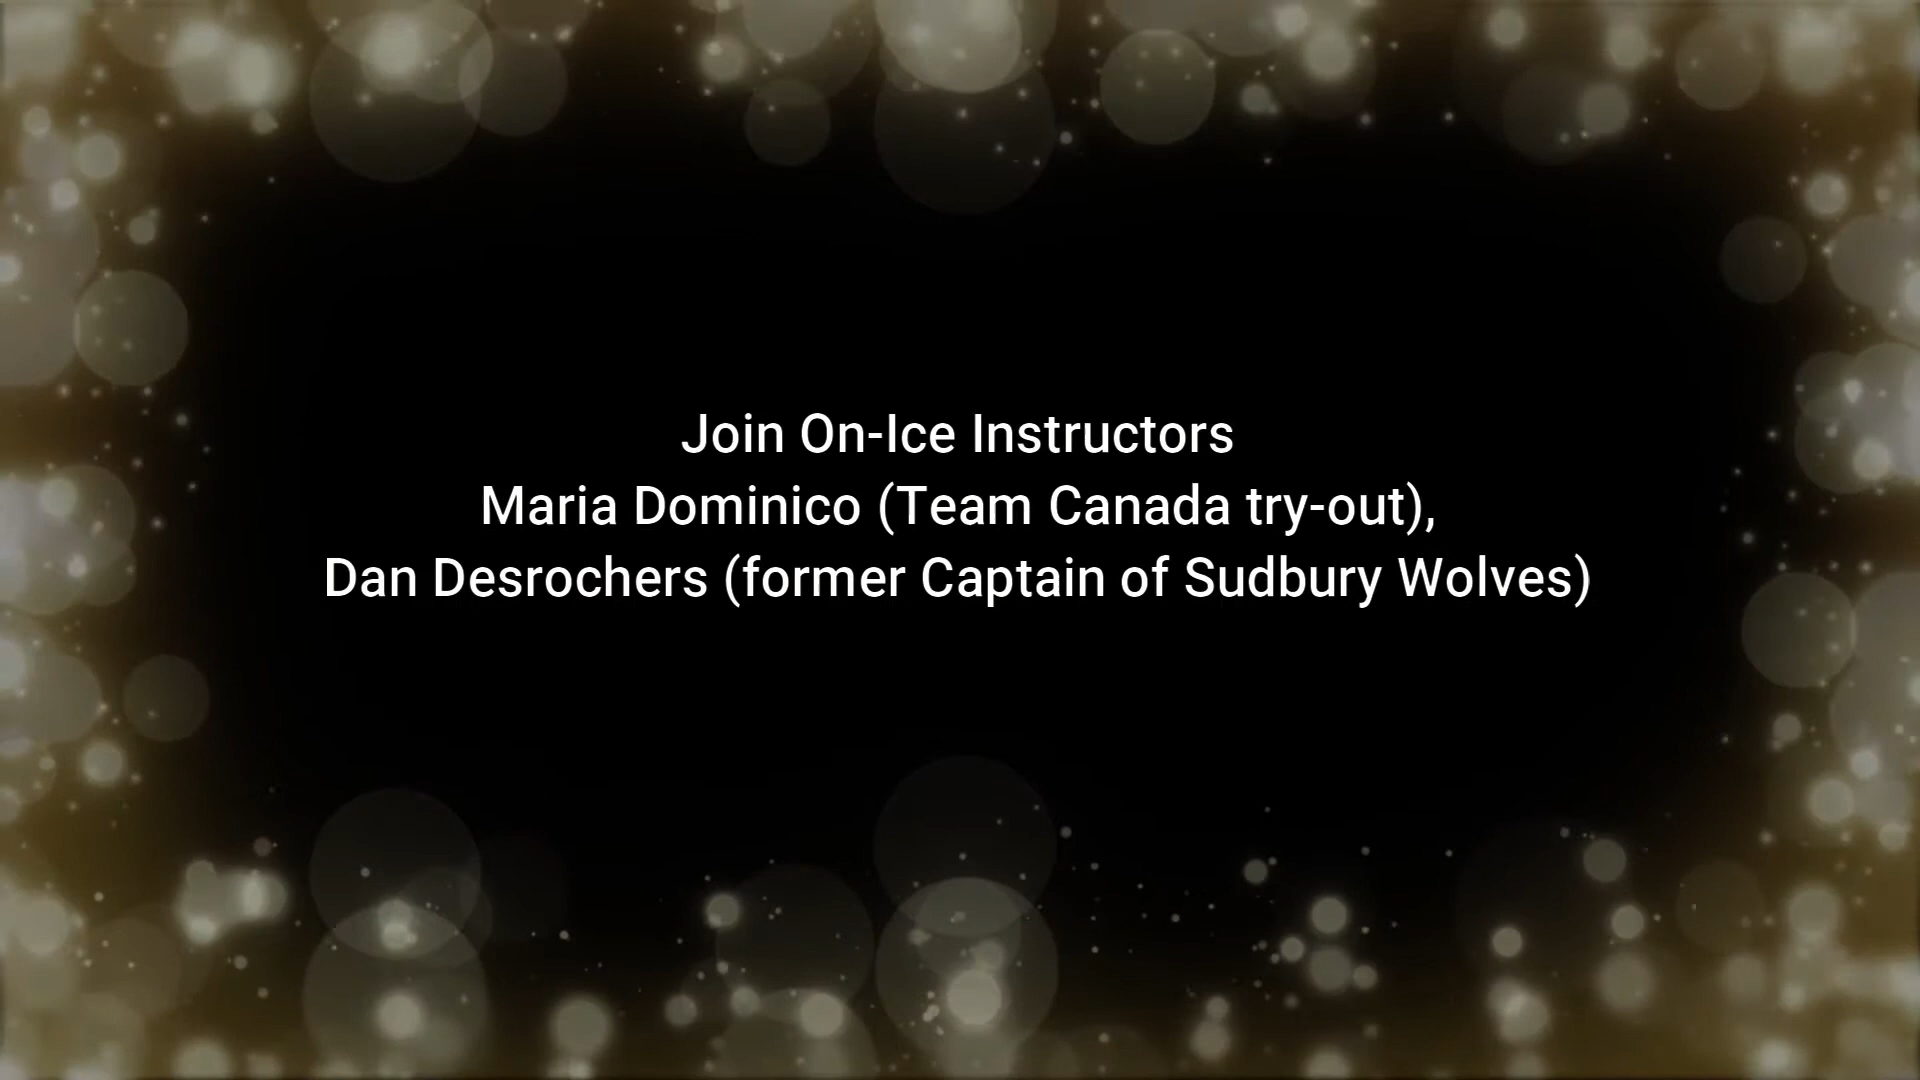 Join On-Ice Instructors
Maria Dominico (Team Canada try-out),
Dan Desrochers (former Captain of Sudbury Wolves)